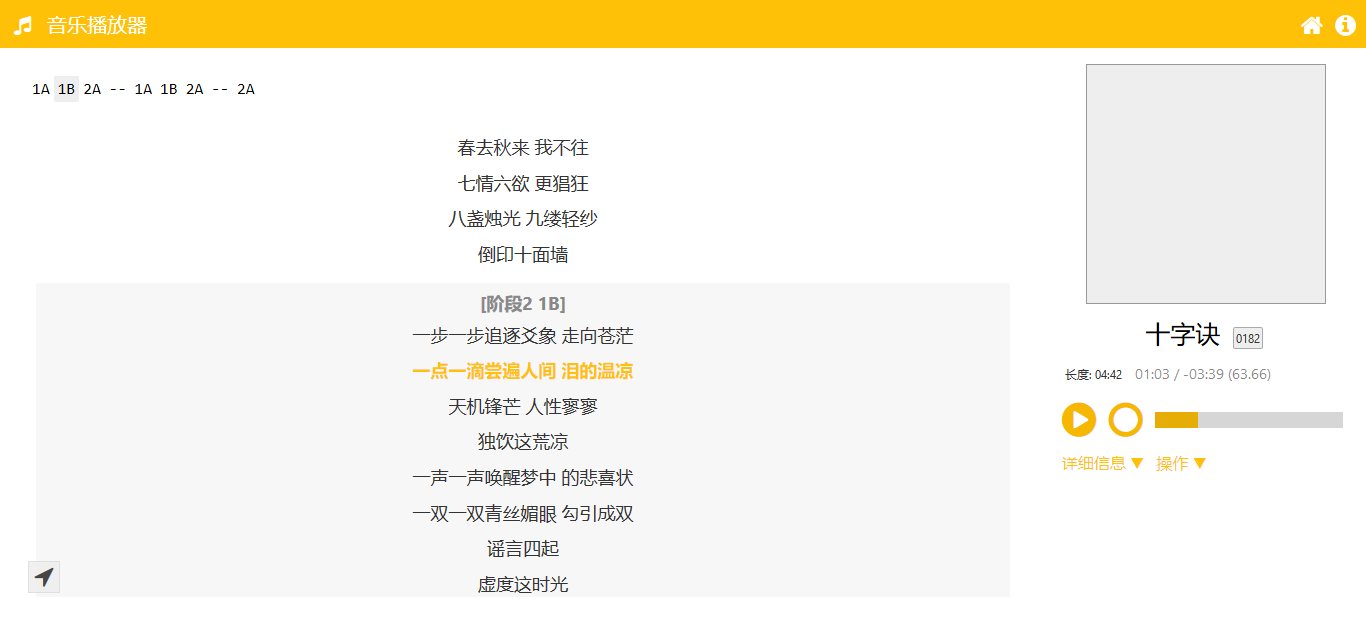 音乐播放器
1A 1B 2A -- 1A 1B 2A -- 2A
春去秋来 我不往
七情六欲 更猖狂
八盏烛光 九缕轻纱
倒印十面墙
[阶段2 1B]
一步一步追逐爻象 走向苍茫
一点一滴尝遍人间 泪的温凉
天机锋芒 人性寥寥
独饮这荒凉
一声一声唤醒梦中 的悲喜状
一双一双青丝媚眼 勾引成双
谣言四起
虚度这时光
十字诀 0182
长度: 04:42 01:03 / -03:39 (63.66)
详细信息 ▼ 操作 ▼